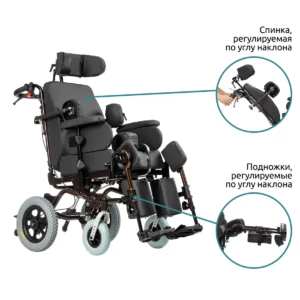 Спинка,
регулируемая
по углу наклона
Подножки,
регулируемые
по углу наклона